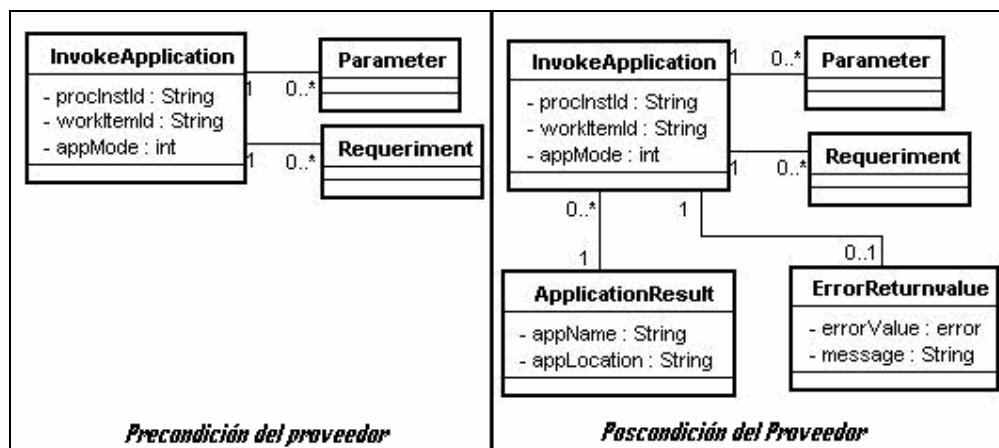 InvokeApplication
- procInstId : String
- workItemId : String
- appMode : int
1
0..*
Parameter
1
0..*
Requeriment
Precondición del proveedor
InvokeApplication
- procInstId : String
- workItemId : String
- appMode : int
1
0..*
Parameter
1
0..*
Requeriment
0..*
1
1
0..1
ApplicationResult
- appName : String
- appLocation : String
ErrorReturnvalue
- errorValue : error
- message : String
Poscondición del Proveedor